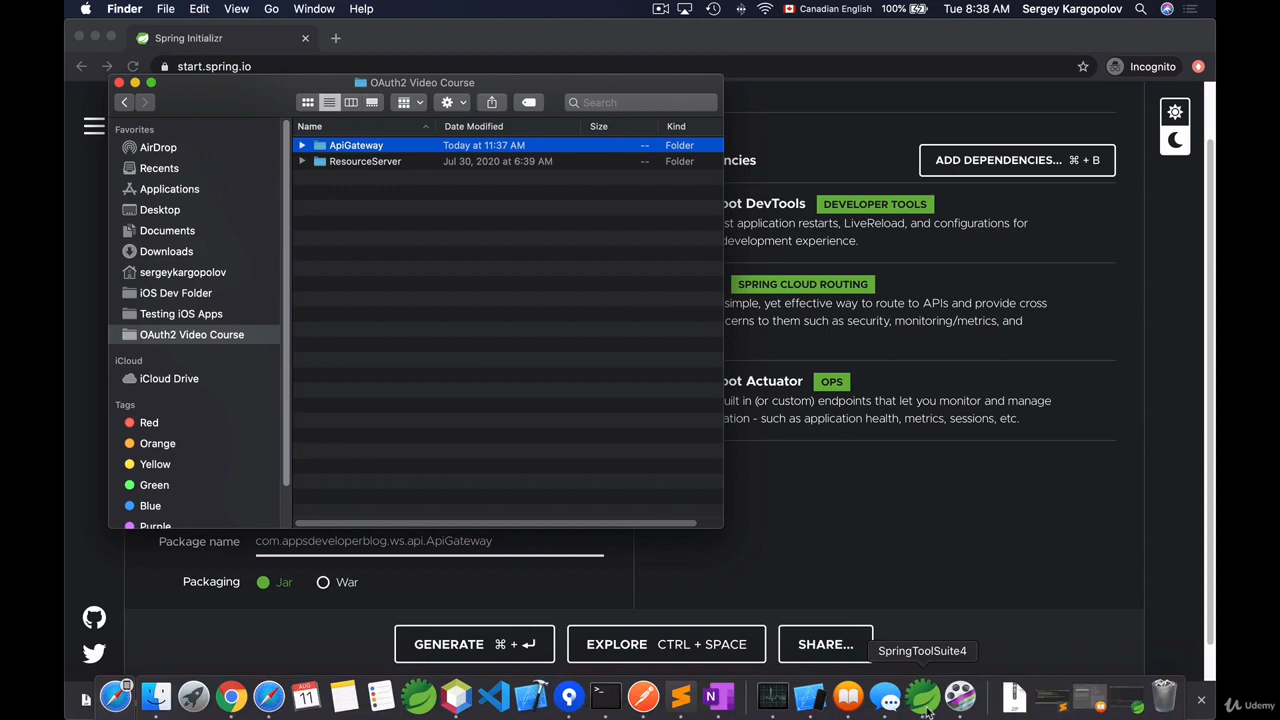 Finder File Edit View Go Window Help 100% Canadian English Tue 8:38 AM Sergey Kargopolov
Spring Initializr
start.spring.io Incognito
OAuth2 Video Course
Search
Favorites
AirDrop
Recents
Applications
Desktop
Documents
Downloads
sergeykargopolov
iOS Dev Folder
Testing iOS Apps
OAuth2 Video Course
iCloud
iCloud Drive
Tags
Red
Orange
Yellow
Green
Blue
Purple
Name Date Modified Size Kind
ApiGateway Today at 11:37 AM -- Folder
ResourceServer Jul 30, 2020 at 6:39 AM -- Folder
ncies ADD DEPENDENCIES... ⌘ + B
oot DevTools DEVELOPER TOOLS
st application restarts, LiveReload, and configurations for
development experience.
SPRING CLOUD ROUTING
simple, yet effective way to route to APIs and provide cross
cerns to them such as security, monitoring/metrics, and
oot Actuator OPS
uilt in (or custom) endpoints that let you monitor and manage
ation - such as application health, metrics, sessions, etc.
Package name com.appsdeveloperblog.ws.api.ApiGateway
Packaging Jar War
GENERATE ⌘ + ↵ EXPLORE CTRL + SPACE SHARE...
SpringToolSuite4
AUG
11
ZIP
Udemy